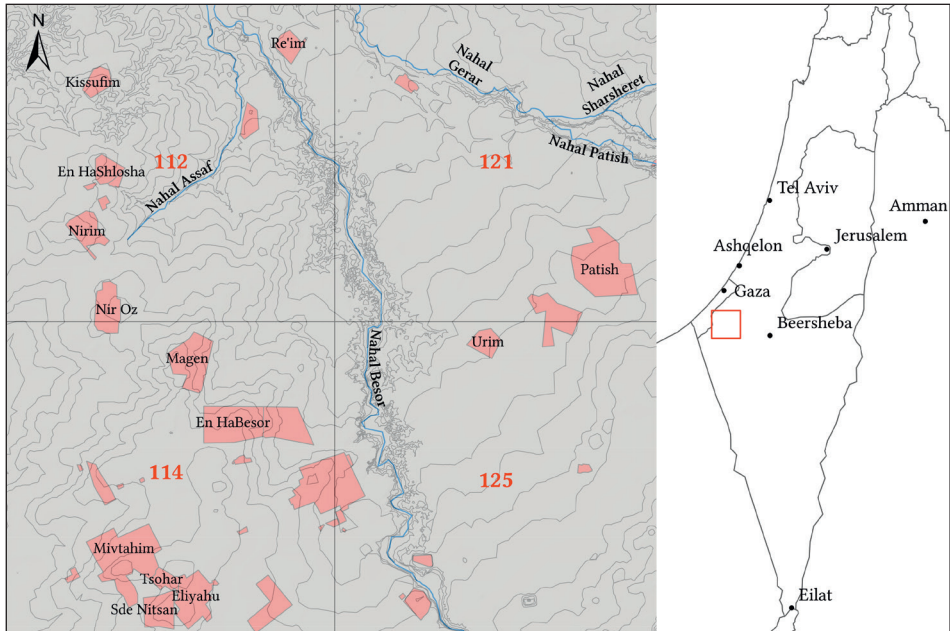 N
Re'im
Kissufim
Nahal
Gerar
Nahal
Sharsheret
Nahal Patish
En HaShlosha
112
121
Nahal Assaf
Nirim
Patish
Nir Oz
Urim
Magen
Nahal Besor
En HaBesor
114
125
Mivtahim
Tsohar
Eliyahu
Sde Nitsan
Tel Aviv
Amman
Jerusalem
Ashqelon
Gaza
Beersheba
Eilat